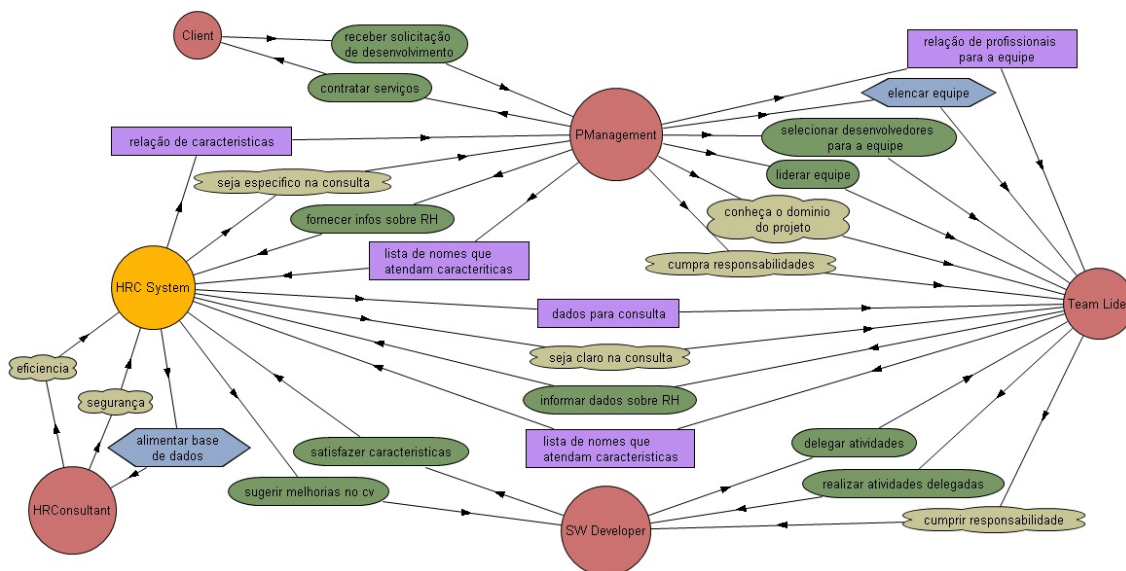 Client
receber solicitação
de desenvolvimento
relação de profissionais
para a equipe
contratar serviços
elencar equipe
PManagement
relação de caracteristicas
selecionar desenvolvedores
para a equipe
seja especifico na consulta
liderar equipe
fornecer infos sobre RH
conheça o dominio
do projeto
lista de nomes que
atendam caracteriticas
cumpra responsabilidades
HRC System
Team Lider
dados para consulta
seja claro na consulta
eficiencia
segurança
informar dados sobre RH
alimentar base
de dados
satisfazer caracteristicas
lista de nomes que
atendam caracteristicas
delegar atividades
sugerir melhorias no cv
realizar atividades delegadas
HRConsultant
SW Developer
cumprir responsabilidade